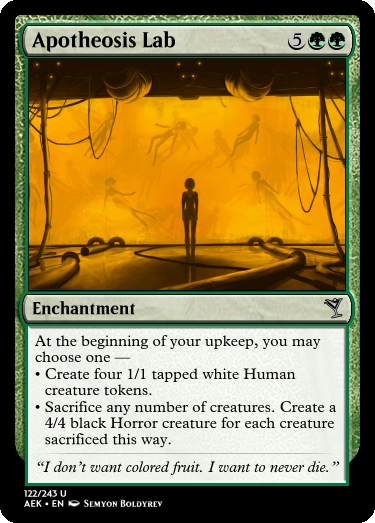 Apotheosis Lab 5
Enchantment
At the beginning of your upkeep, you may
choose one —
• Create four 1/1 tapped white Human
creature tokens.
• Sacrifice any number of creatures. Create a
4/4 black Horror creature for each creature
sacrificed this way.
“I don’t want colored fruit. I want to never die.”
122/243 U
AEK • EN Semyon Boldyrev